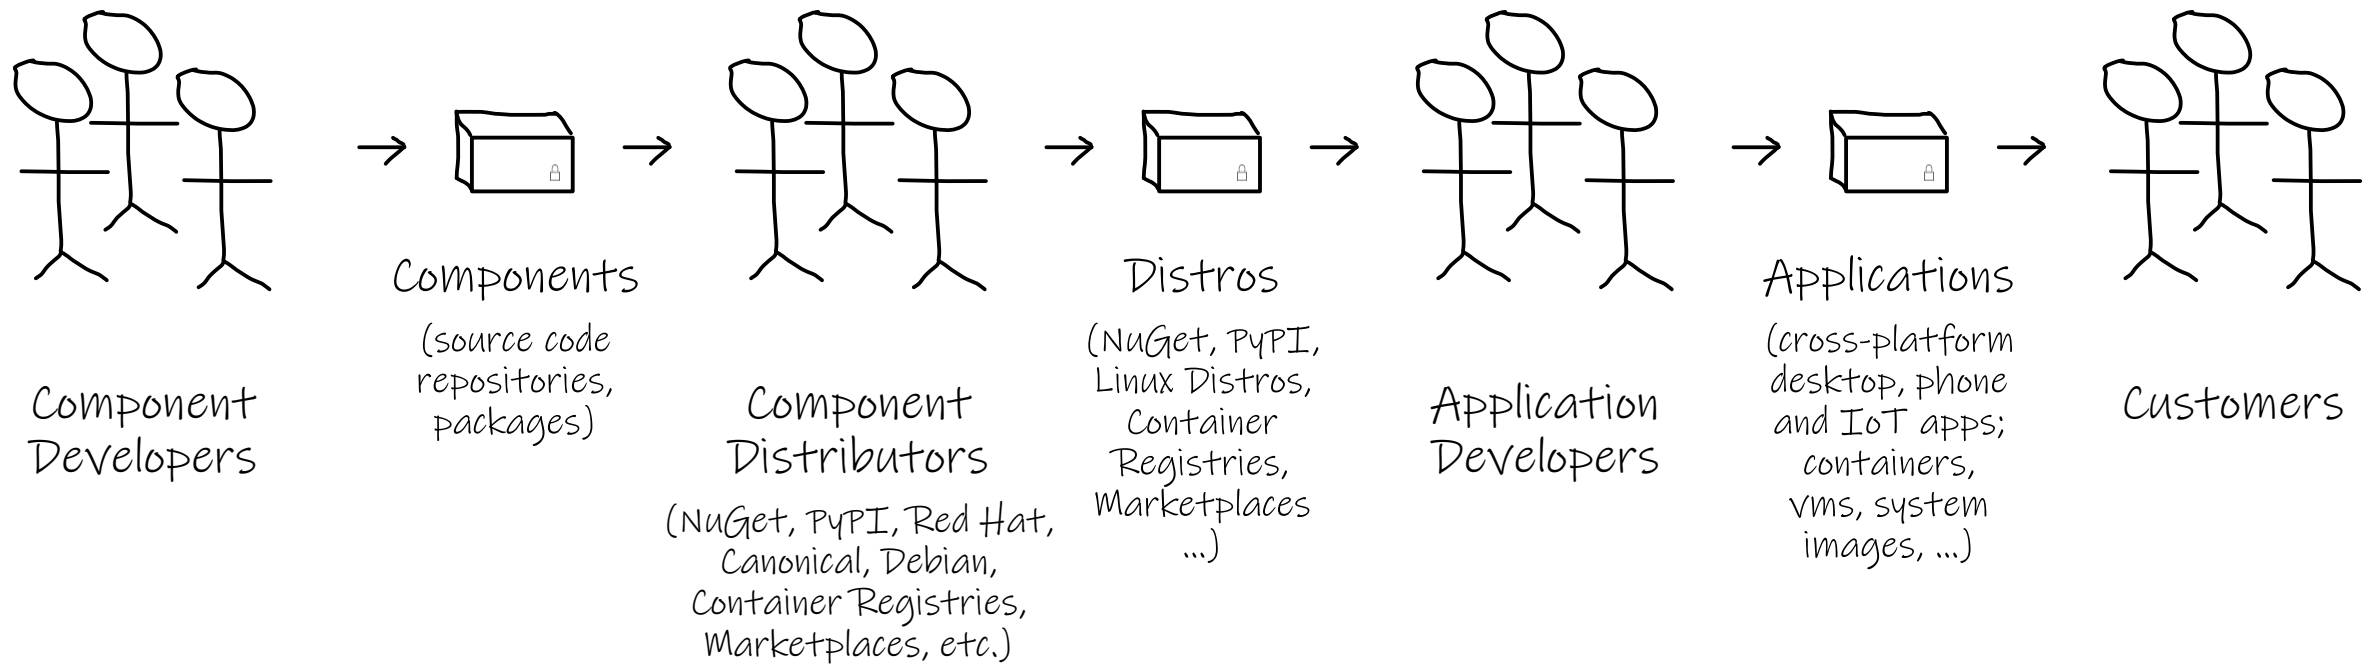 Component
Developers
Components
(source code
repositories,
packages)
Component
Distributors
(NuGet, PyPI, Red Hat,
Canonical, Debian,
Container Registries,
Marketplaces, etc.)
Distros
(NuGet, PyPI,
Linux Distros,
Container
Registries,
Marketplaces
...)
Application
Developers
Applications
(cross-platform
desktop, phone
and IoT apps;
containers,
vms, system
images, ...)
Customers